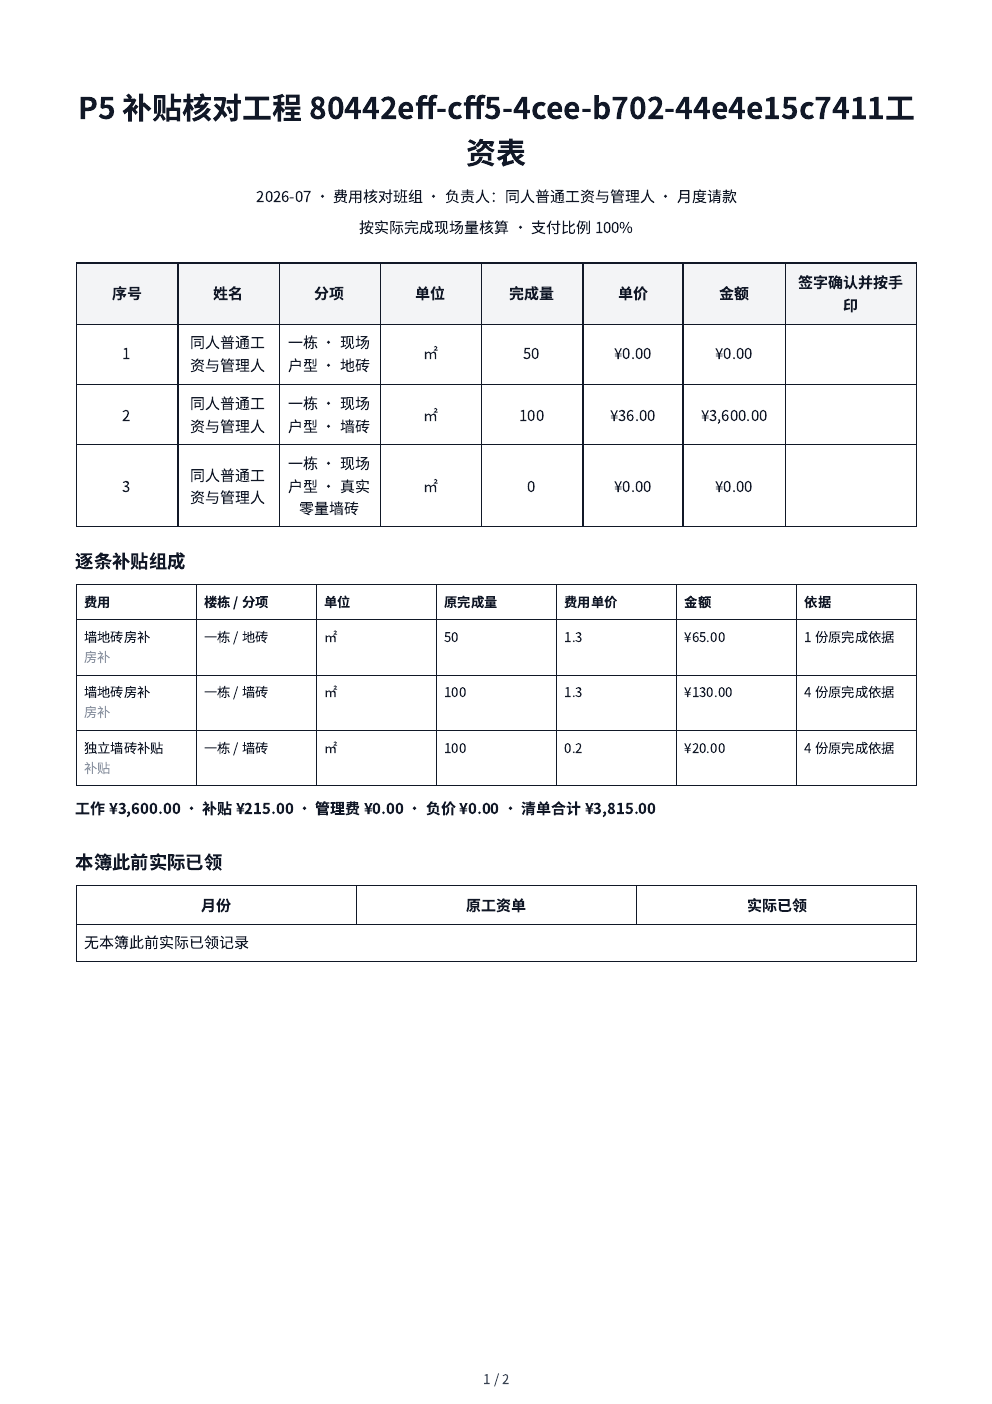 P5 补贴核对工程 80442eff-cff5-4cee-b702-44e4e15c7411工
资表
2026-07 · 费用核对班组 · 负责人：同人普通工资与管理人 · 月度请款
按实际完成现场量核算 · 支付比例 100%
序号 姓名 分项 单位 完成量 单价 金额 签字确认并按手印
1 同人普通工资与管理人 一栋 · 现场户型 · 地砖 ㎡ 50 ¥0.00 ¥0.00
2 同人普通工资与管理人 一栋 · 现场户型 · 墙砖 ㎡ 100 ¥36.00 ¥3,600.00
3 同人普通工资与管理人 一栋 · 现场户型 · 真实零量墙砖 ㎡ 0 ¥0.00 ¥0.00
逐条补贴组成
费用 楼栋 / 分项 单位 原完成量 费用单价 金额 依据
墙地砖房补 一栋 / 地砖 ㎡ 50 1.3 ¥65.00 1 份原完成依据
房补
墙地砖房补 一栋 / 墙砖 ㎡ 100 1.3 ¥130.00 4 份原完成依据
房补
独立墙砖补贴 一栋 / 墙砖 ㎡ 100 0.2 ¥20.00 4 份原完成依据
补贴
工作 ¥3,600.00 · 补贴 ¥215.00 · 管理费 ¥0.00 · 负价 ¥0.00 · 清单合计 ¥3,815.00
本簿此前实际已领
月份 原工资单 实际已领
无本簿此前实际已领记录
1 / 2